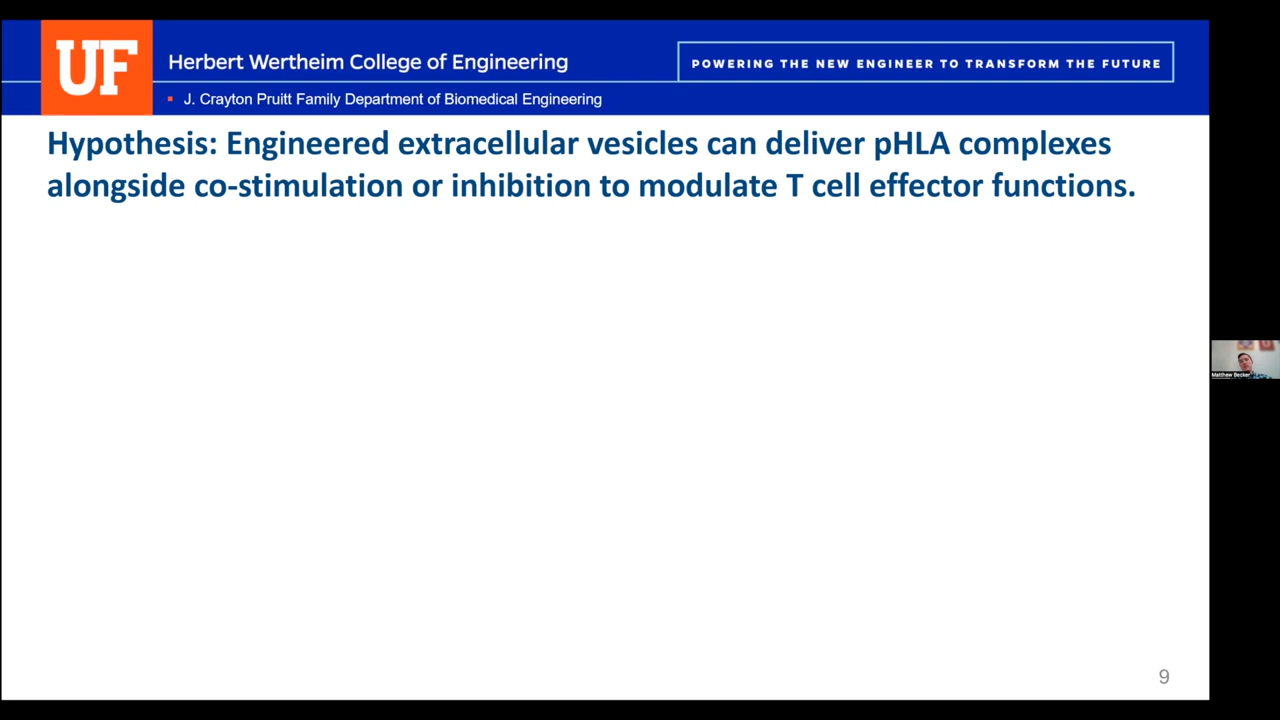 UF
Herbert Wertheim College of Engineering
POWERING THE NEW ENGINEER TO TRANSFORM THE FUTURE
▪ J. Crayton Pruitt Family Department of Biomedical Engineering
Hypothesis: Engineered extracellular vesicles can deliver pHLA complexes
alongside co-stimulation or inhibition to modulate T cell effector functions.
Matthew Becker
9